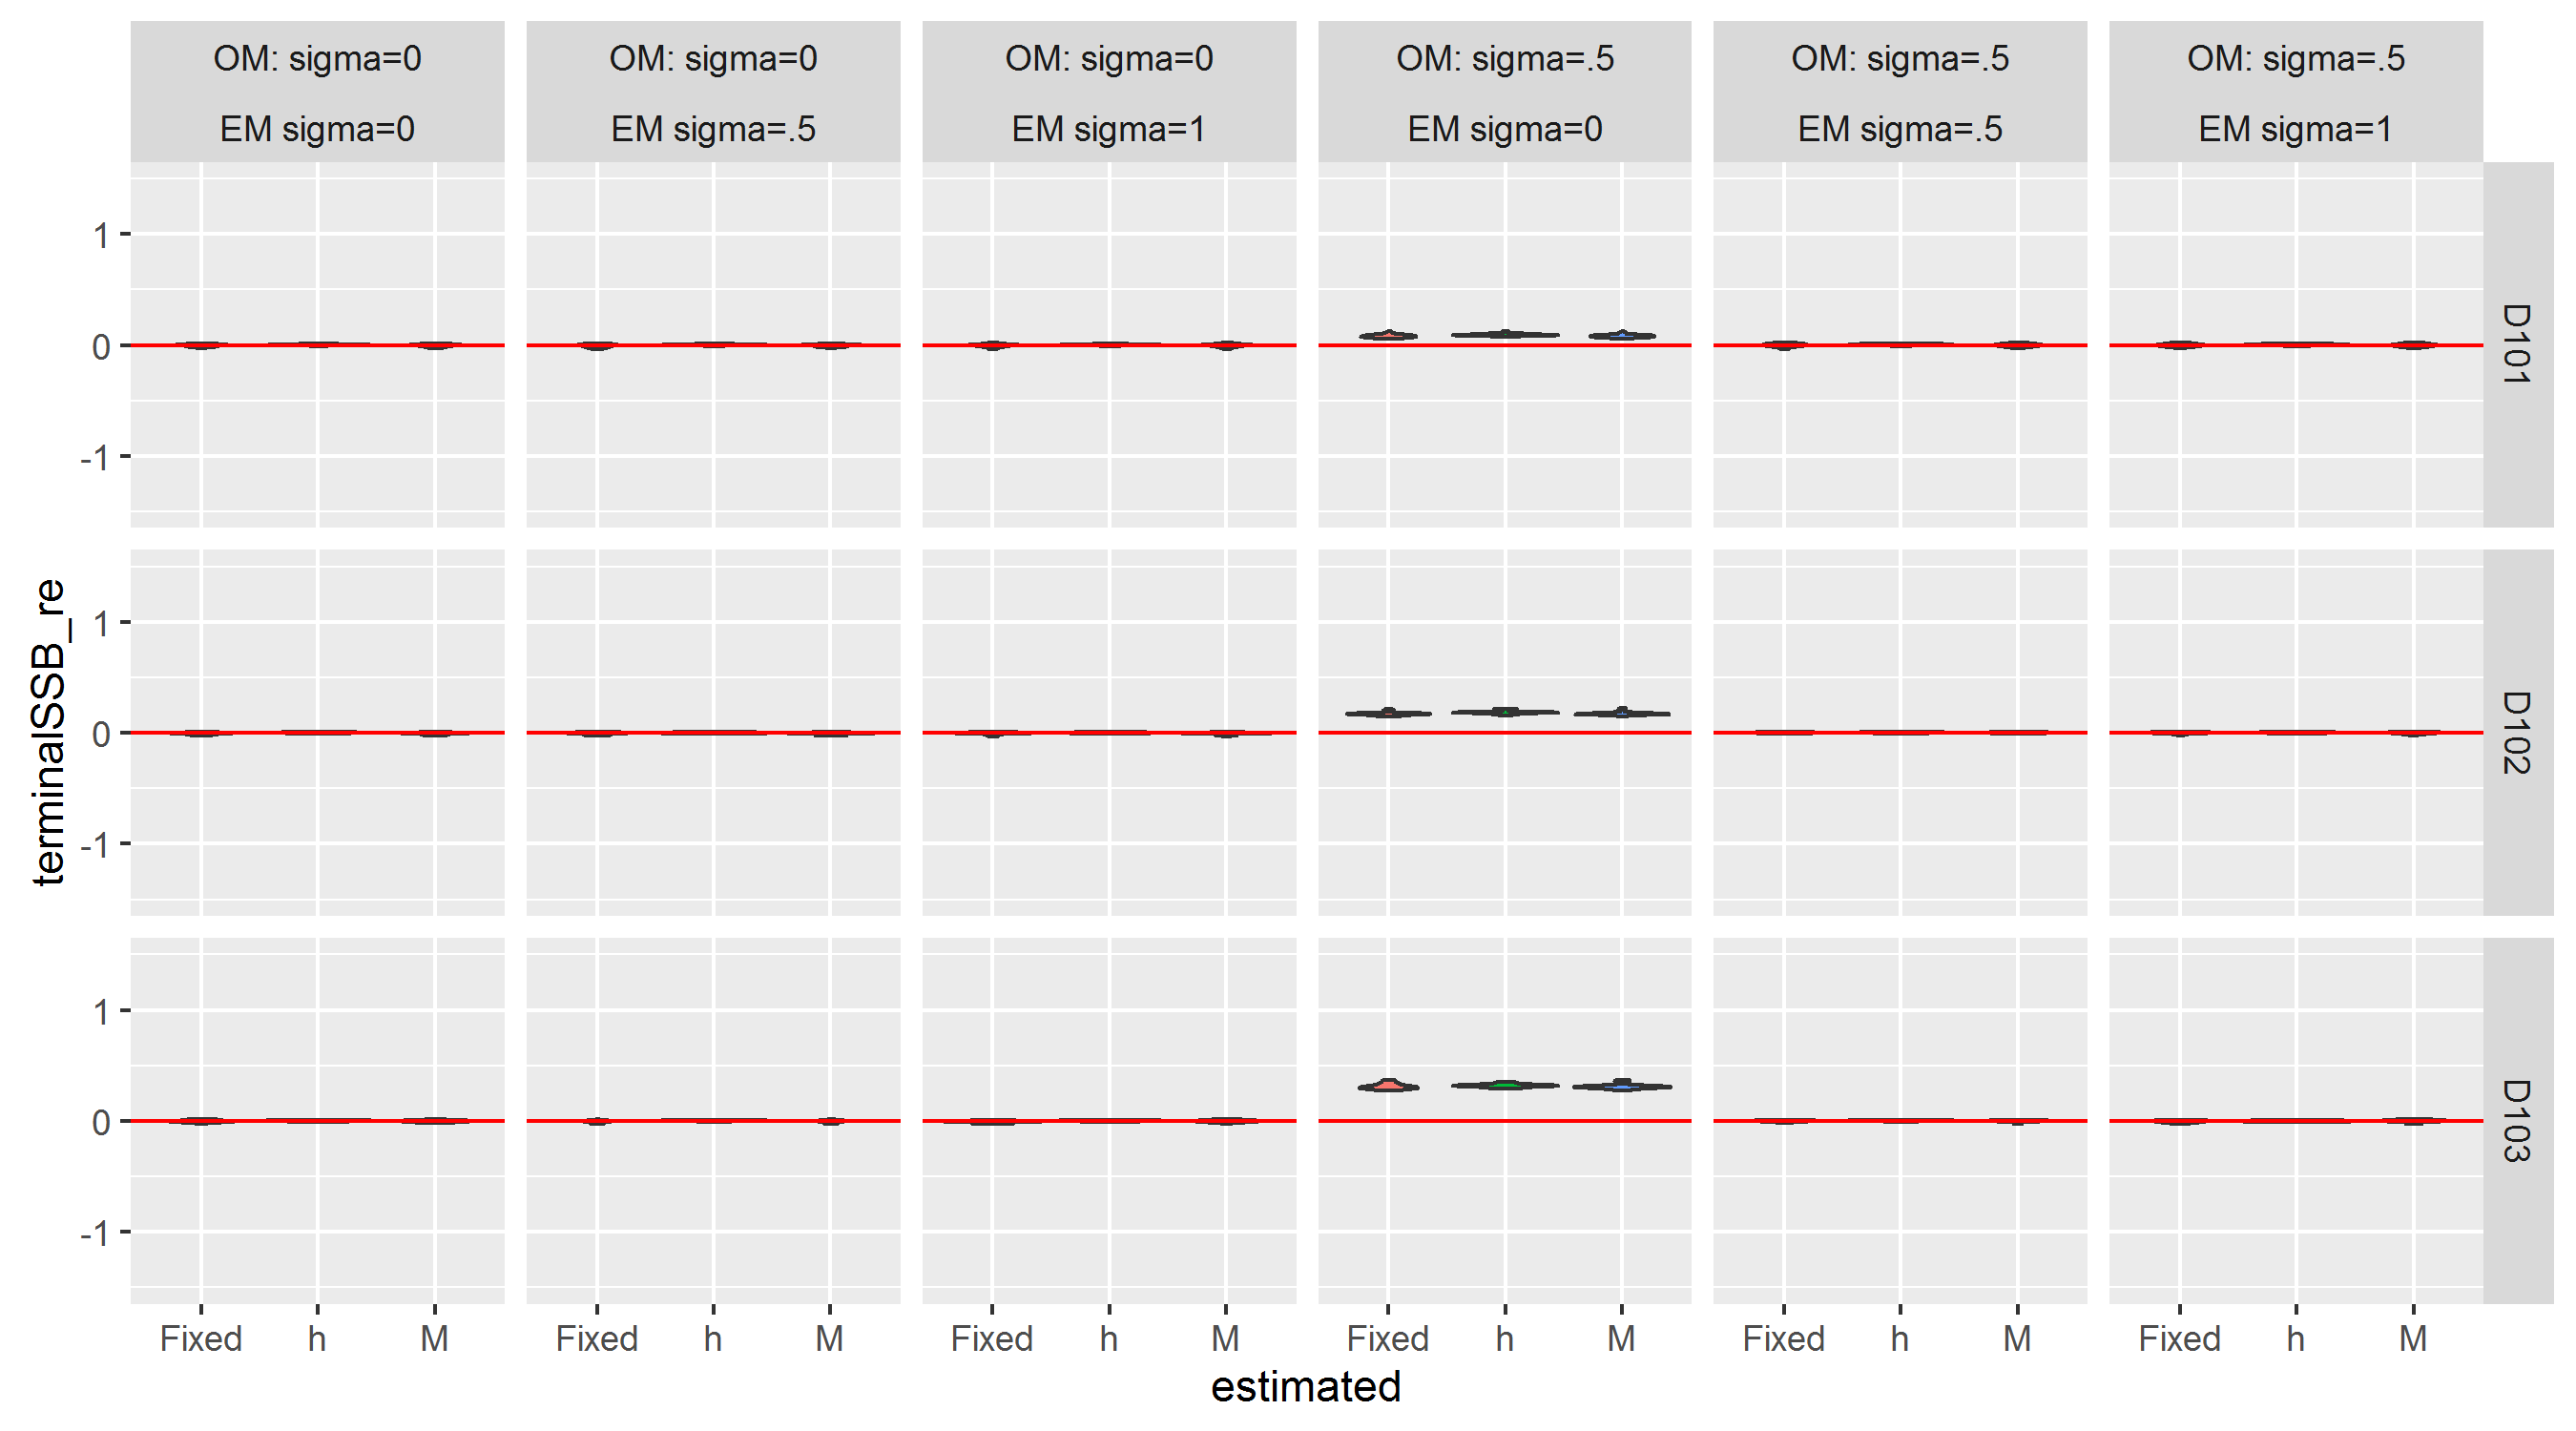 OM: sigma=0 OM: sigma=0 OM: sigma=0 OM: sigma=.5 OM: sigma=.5 OM: sigma=.5
EM sigma=0 EM sigma=.5 EM sigma=1 EM sigma=0 EM sigma=.5 EM sigma=1
1
0
-1
D101
terminalSSB_re
1
0
-1
D102
1
0
-1
D103
Fixed h M Fixed h M Fixed h M Fixed h M Fixed h M Fixed h M
estimated